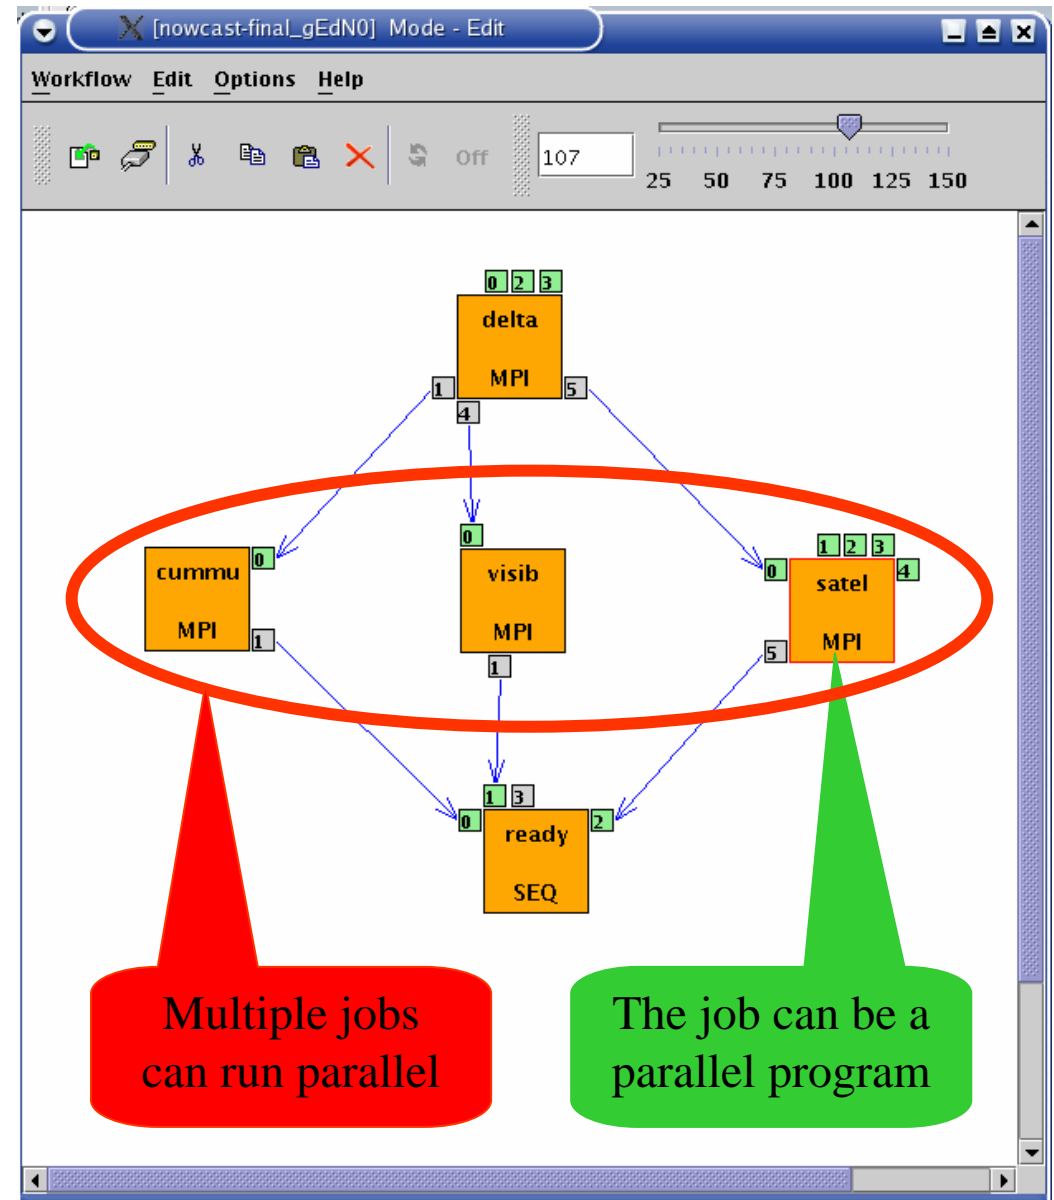 [nowcast-final_gEdN0] Mode - Edit
Workflow Edit Options Help
Off 107
25 50 75 100 125 150
0 2 3
delta
MPI
1 5
4
0
cummu
MPI
1
0
visib
MPI
1
1 2 3
0 4
satel
MPI
5
1 3
0 2
ready
SEQ
Multiple jobs
can run parallel
The job can be a
parallel program